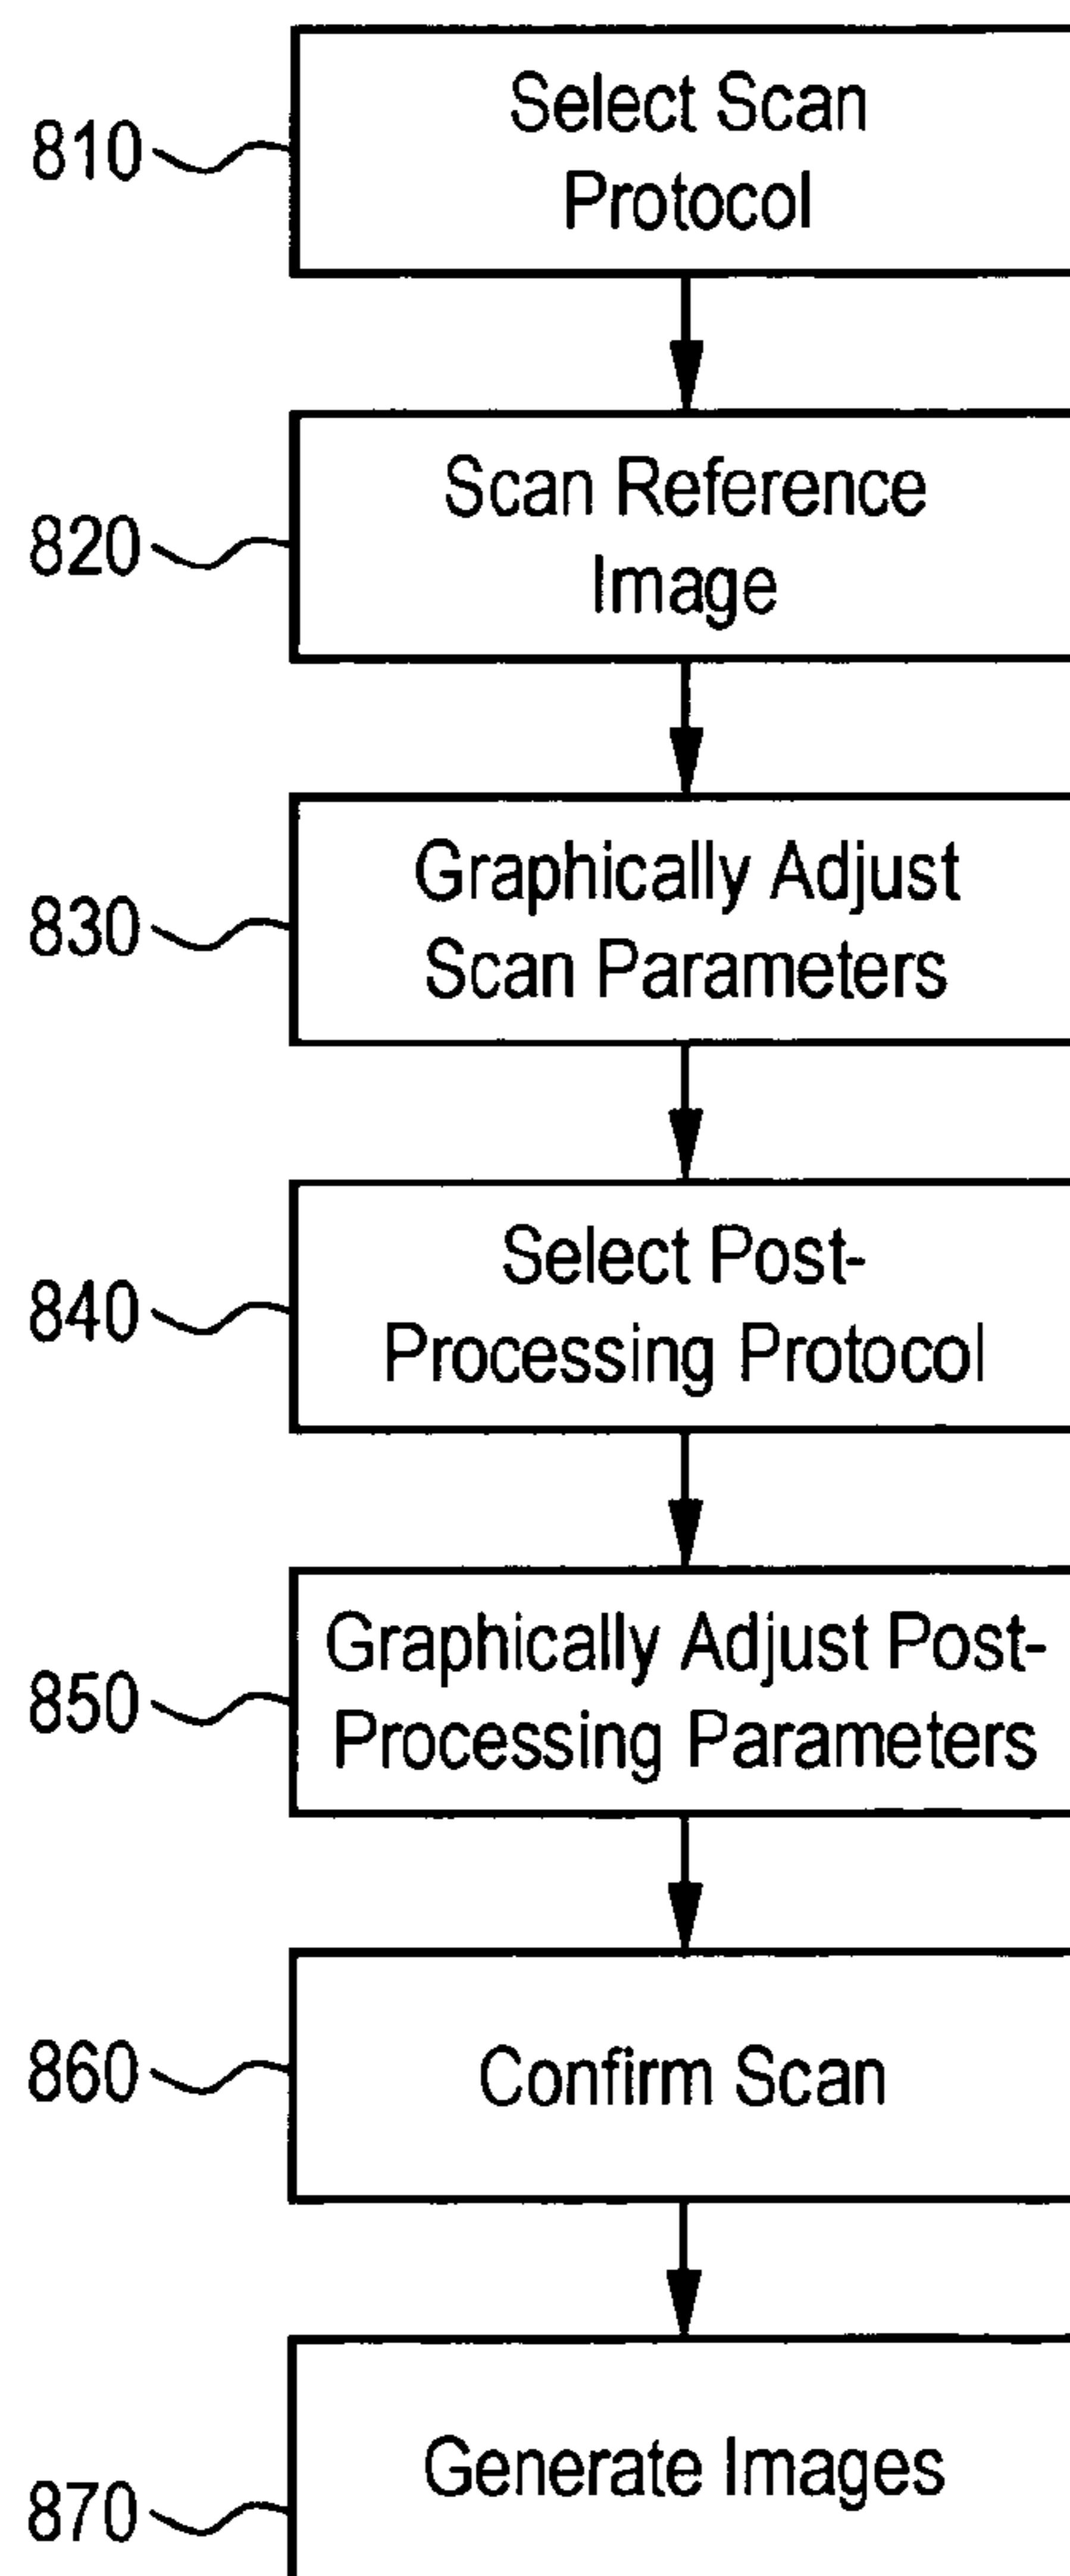 810
Select Scan
Protocol
820
Scan Reference
Image
830
Graphically Adjust
Scan Parameters
840
Select Post-
Processing Protocol
850
Graphically Adjust Post-
Processing Parameters
860
Confirm Scan
870
Generate Images